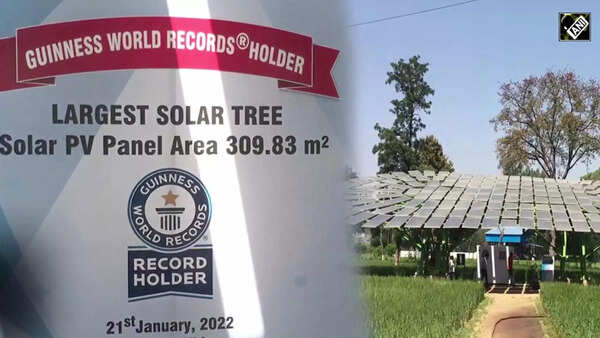 GUINNESS WORLD RECORDS® HOLDER
LARGEST SOLAR TREE
Solar PV Panel Area 309.83 m²
GUINNESS
WORLD RECORDS
RECORD
HOLDER
21st January, 2022
ANI